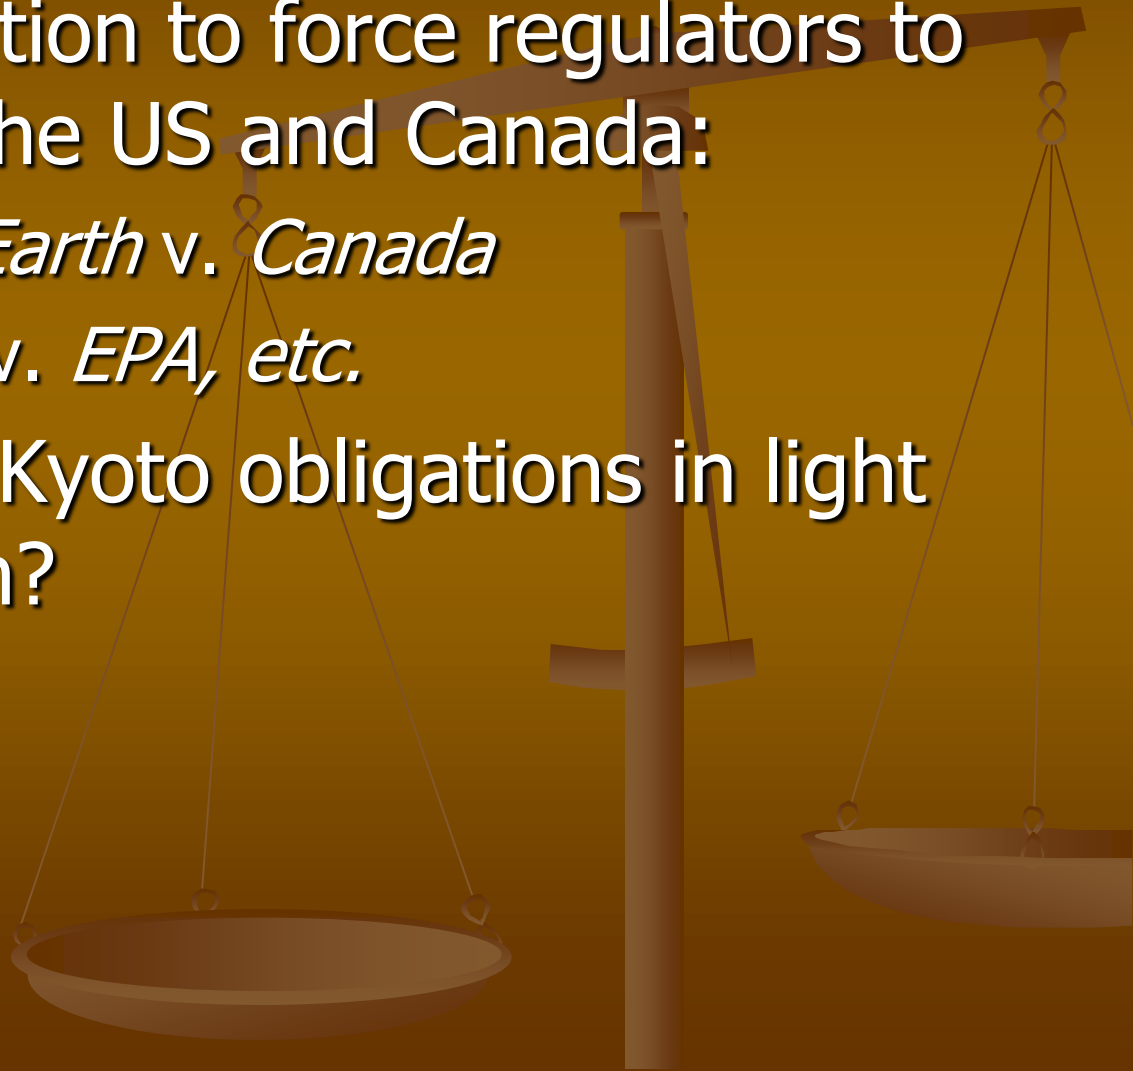 tion to force regulators to
he US and Canada:
Earth v. Canada
v. EPA, etc.
Kyoto obligations in light
n?